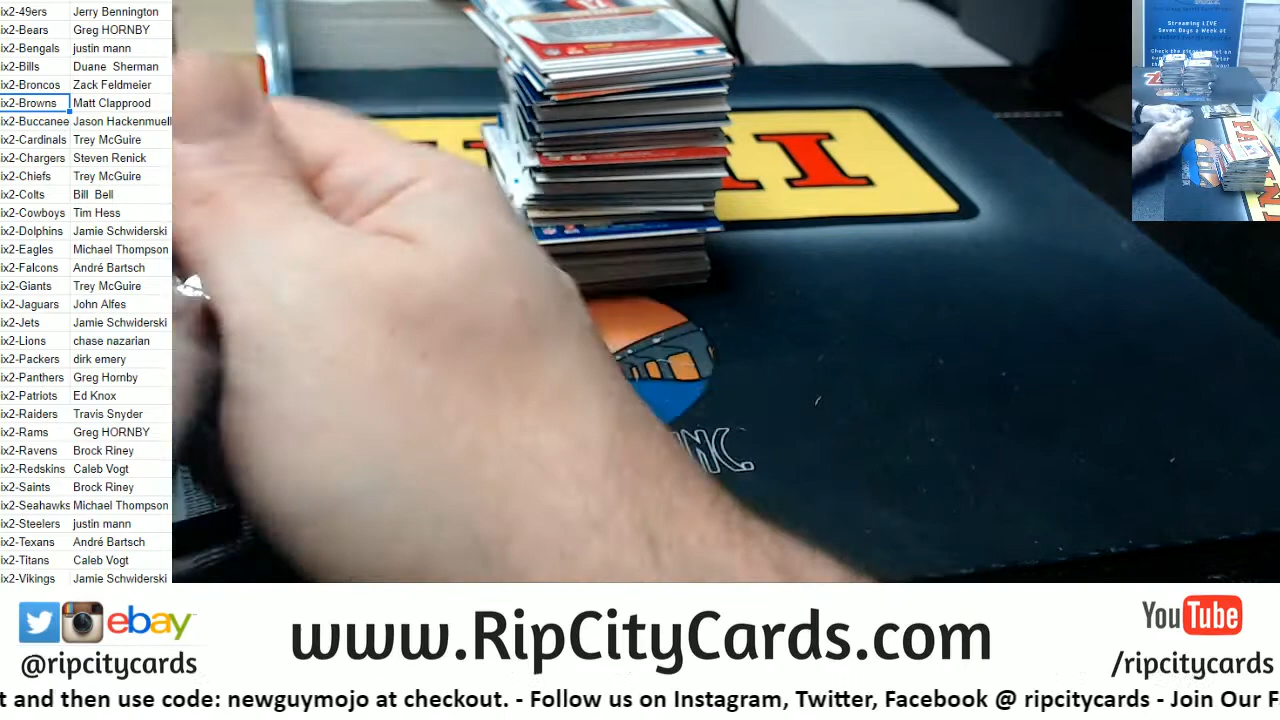 ix2-49ers Jerry Bennington
ix2-Bears Greg HORNBY
ix2-Bengals justin mann
ix2-Bills Duane Sherman
ix2-Broncos Zack Feldmeier
ix2-Browns Matt Clapprood
ix2-Buccanee Jason Hackenmuell
ix2-Cardinals Trey McGuire
ix2-Chargers Steven Renick
ix2-Chiefs Trey McGuire
ix2-Colts Bill Bell
ix2-Cowboys Tim Hess
ix2-Dolphins Jamie Schwiderski
ix2-Eagles Michael Thompson
ix2-Falcons André Bartsch
ix2-Giants Trey McGuire
ix2-Jaguars John Alfes
ix2-Jets Jamie Schwiderski
ix2-Lions chase nazarian
ix2-Packers dirk emery
ix2-Panthers Greg Hornby
ix2-Patriots Ed Knox
ix2-Raiders Travis Snyder
ix2-Rams Greg HORNBY
ix2-Ravens Brock Riney
ix2-Redskins Caleb Vogt
ix2-Saints Brock Riney
ix2-Seahawks Michael Thompson
ix2-Steelers justin mann
ix2-Texans André Bartsch
ix2-Titans Caleb Vogt
ix2-Vikings Jamie Schwiderski
Streaming LIVE
Seven Days a Week at
INC.
ebay
@ripcitycards
www.RipCityCards.com
YouTube
/ripcitycards
t and then use code: newguymojo at checkout. - Follow us on Instagram, Twitter, Facebook @ ripcitycards - Join Our F